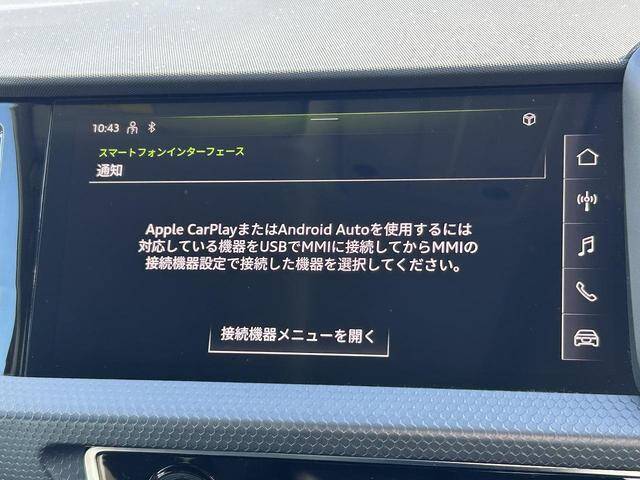 10:43
スマートフォンインターフェース
通知
Apple CarPlayまたはAndroid Autoを使用するには
対応している機器をUSBでMMIに接続してからMMIの
接続機器設定で接続した機器を選択してください。
接続機器メニューを開く